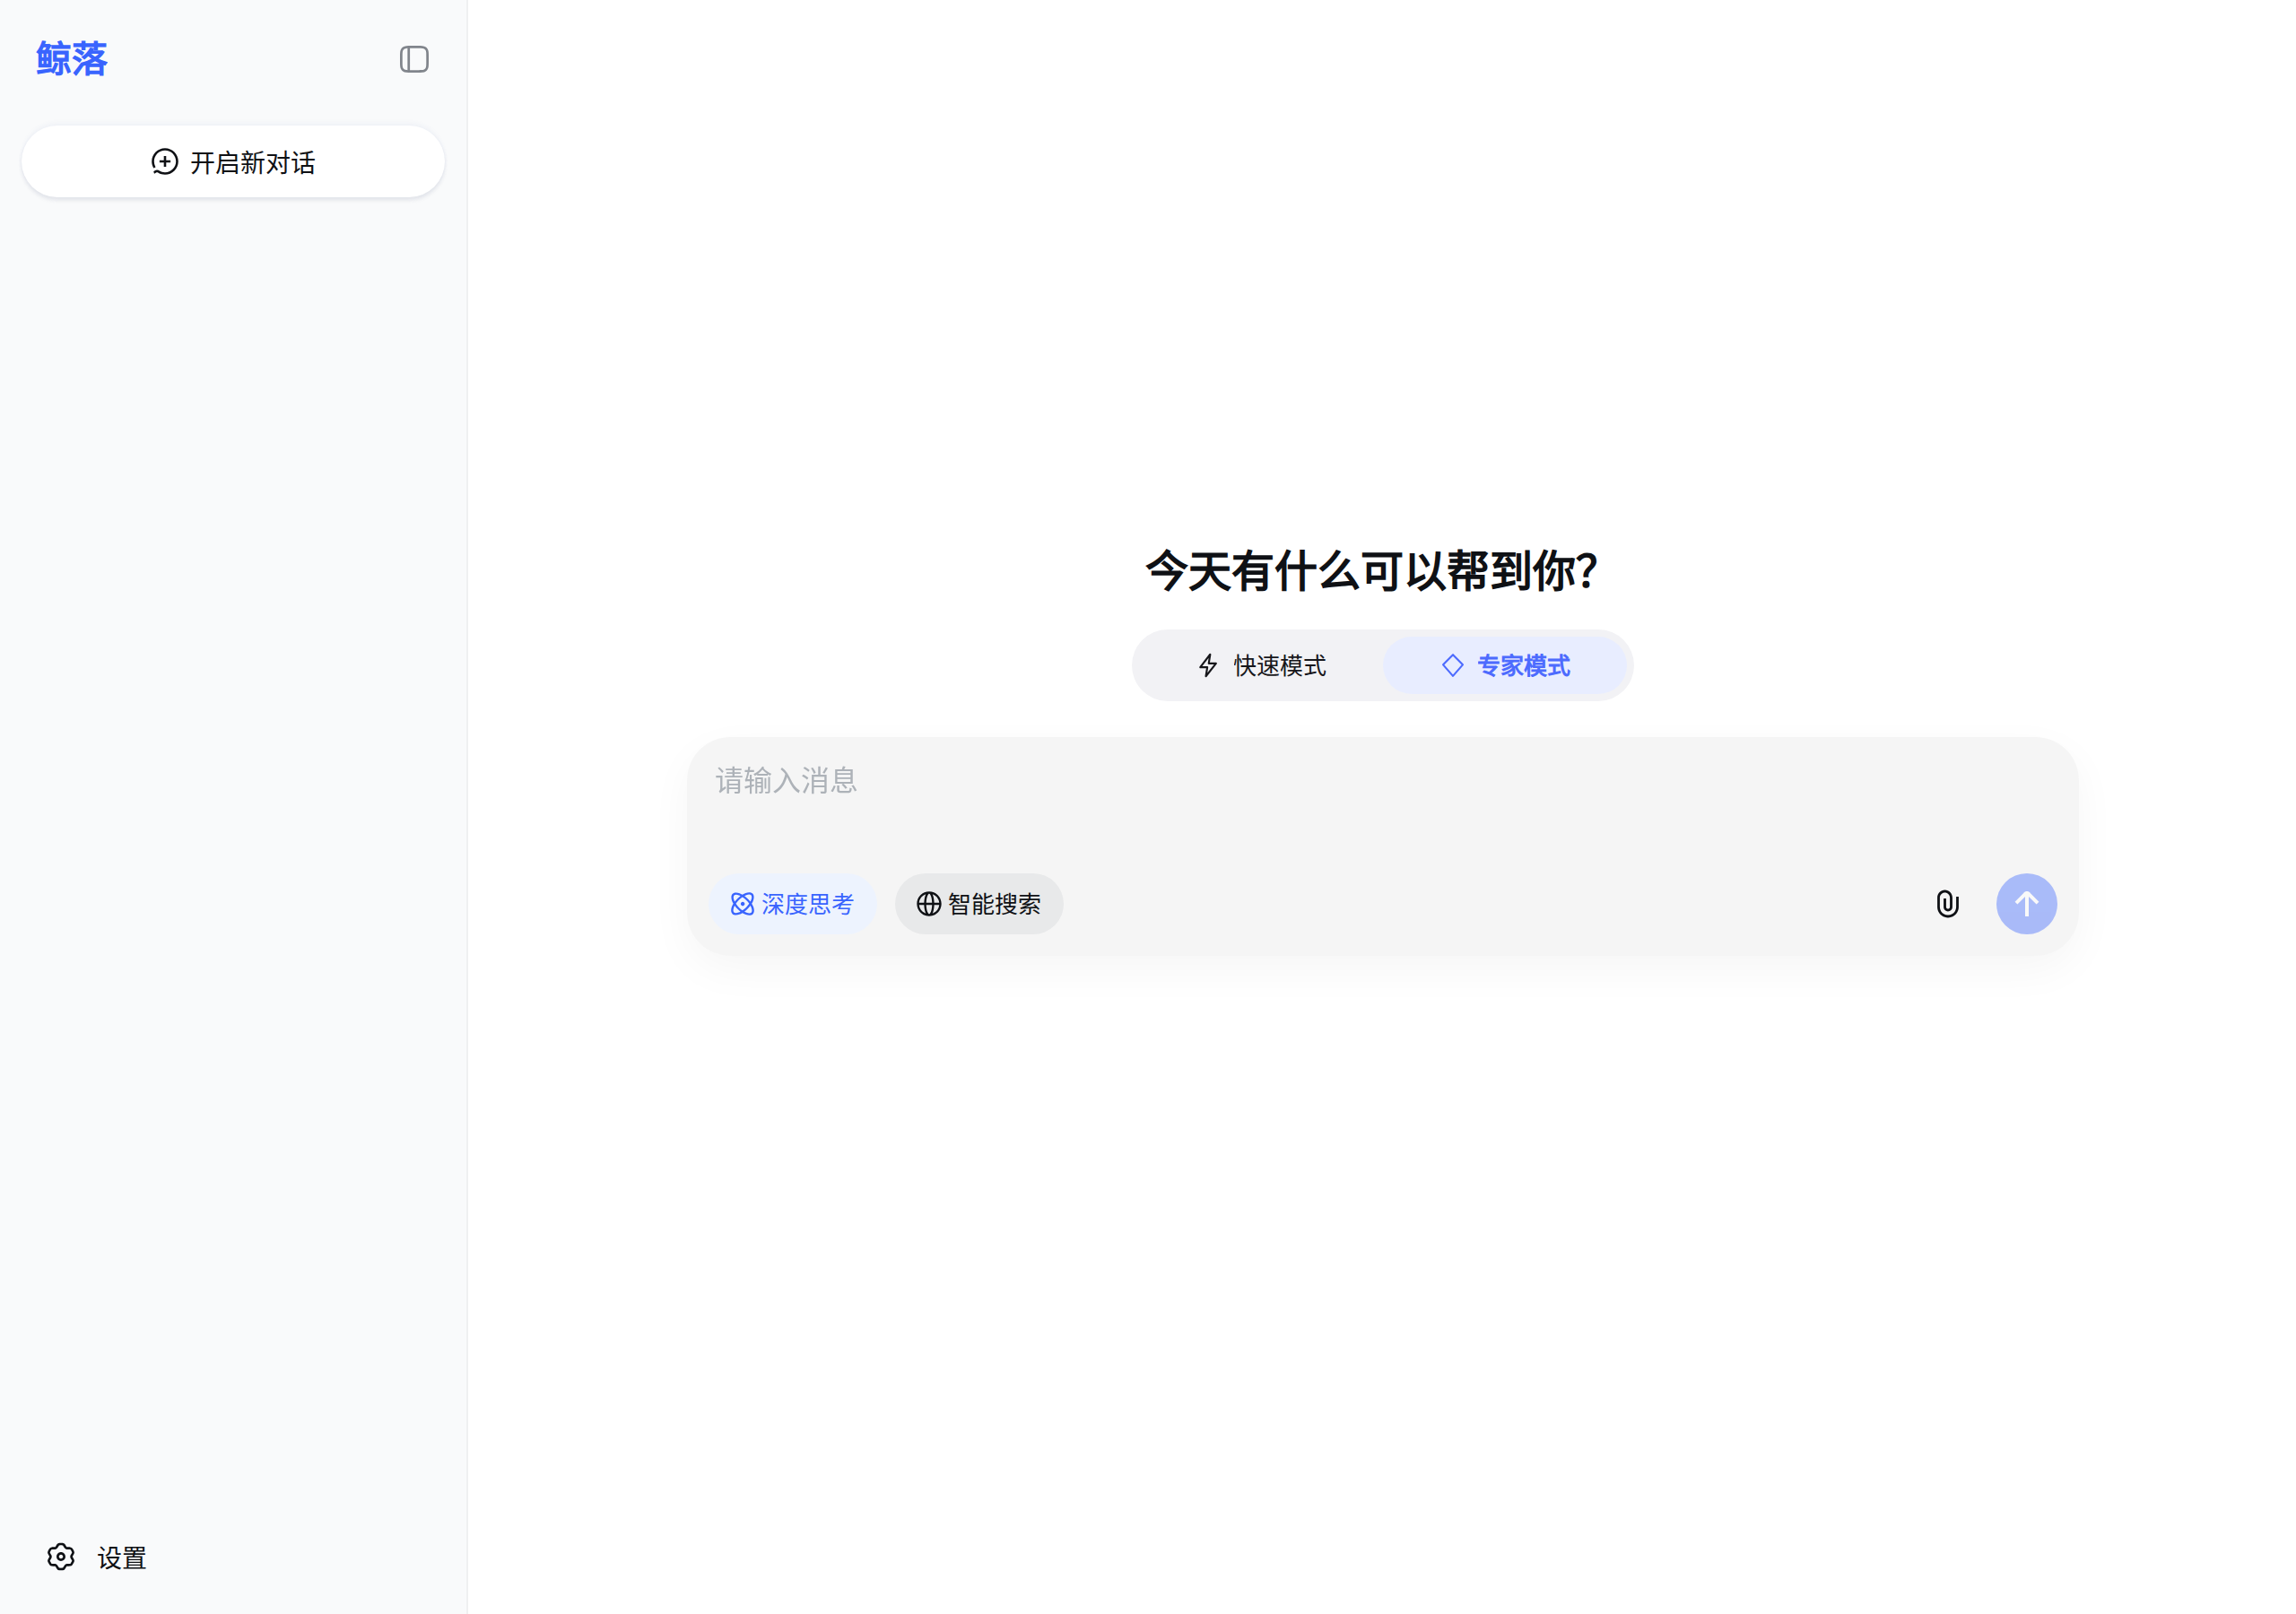 鲸落
开启新对话
今天有什么可以帮到你?
快速模式
专家模式
请输入消息
深度思考
智能搜索
设置